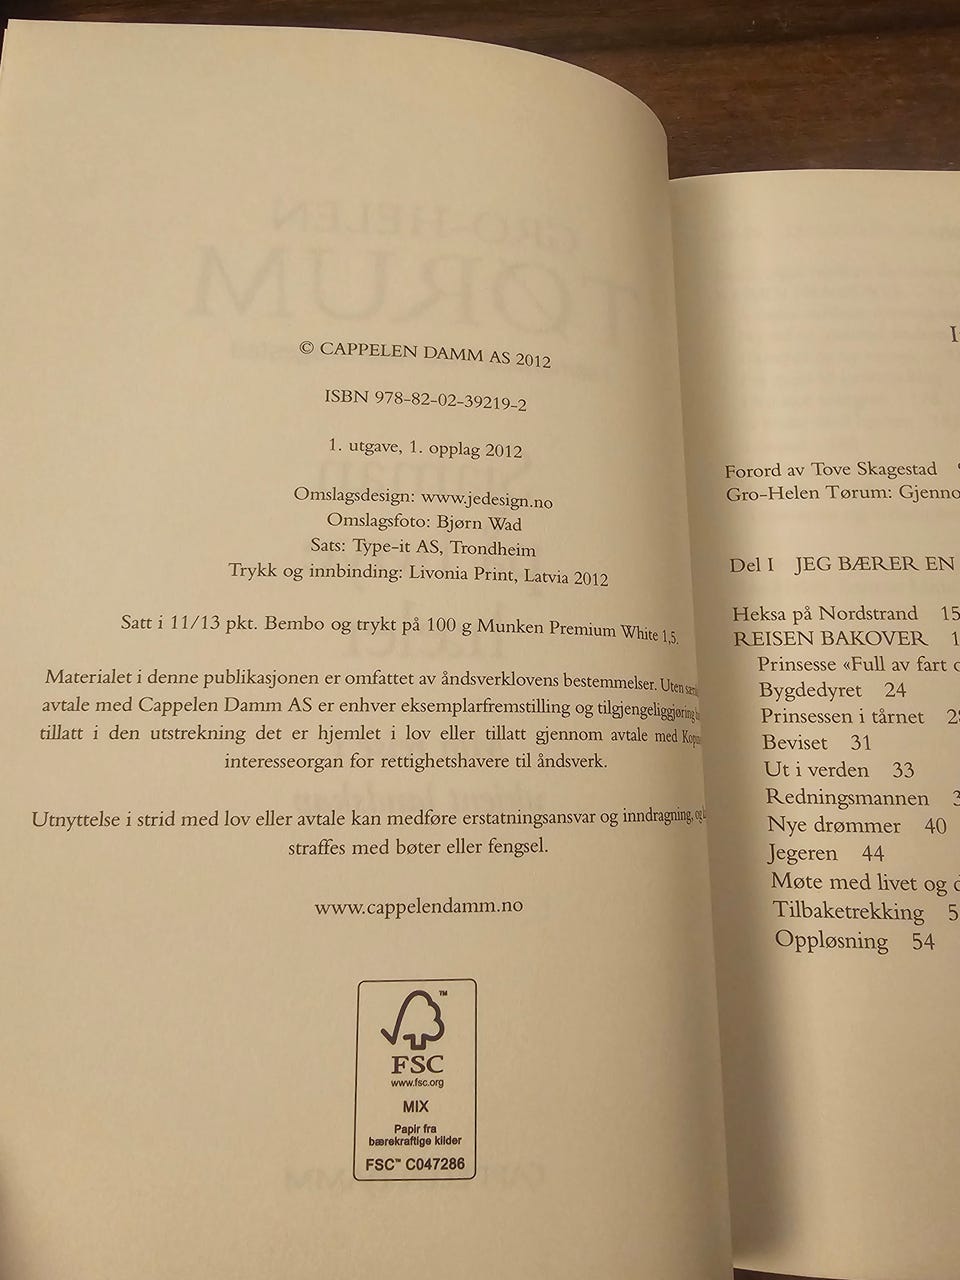 © CAPPELEN DAMM AS 2012
ISBN 978-82-02-39219-2
1. utgave, 1. opplag 2012
Omslagsdesign: www.jedesign.no
Omslagsfoto: Bjørn Wad
Sats: Type-it AS, Trondheim
Trykk og innbinding: Livonia Print, Latvia 2012
Satt i 11/13 pkt. Bembo og trykt på 100 g Munken Premium White 1,5.
Materialet i denne publikasjonen er omfattet av åndsverklovens bestemmelser. Uten
avtale med Cappelen Damm AS er enhver eksemplarfremstilling og tilgjengeliggjøring
tillatt i den utstrekning det er hjemlet i lov eller tillatt gjennom avtale med
interesseorgan for rettighetshavere til åndsverk.
Utnyttelse i strid med lov eller avtale kan medføre erstatningsansvar og inndragning, og
straffes med bøter eller fengsel.
www.cappelendamm.no
FSC
www.fsc.org
MIX
Papir fra
bærekraftige kilder
FSC™ C047286
Forord av Tove Skagestad
Gro-Helen Tørum:
Del I JEG BÆRER EN
Heksa på Nordstrand 15
REISEN BAKOVER
Prinsesse «Full av fart
Bygdedyret 24
Prinsessen i tårnet
Beviset 31
Ut i verden 33
Redningsmannen
Nye drømmer 40
Jegeren 44
Møte med livet og
Tilbaketrekking
Oppløsning 54